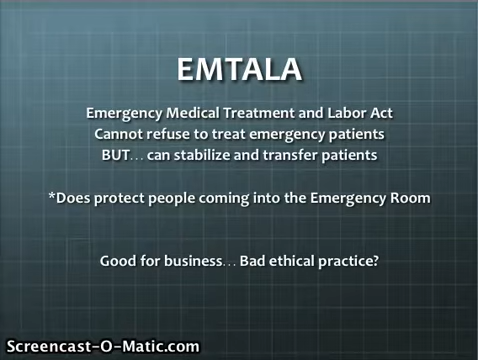 EMTALA
Emergency Medical Treatment and Labor Act
Cannot refuse to treat emergency patients
BUT... can stabilize and transfer patients
*Does protect people coming into the Emergency Room
Good for business... Bad ethical practice?
Screencast-O-Matic.com